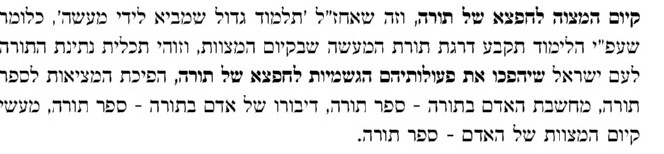 קיום המצוה לחפצא של תורה, וזה שאחז"ל 'תלמוד גדול שמביא לידי מעשה', כלומר
שעפ"י הלימוד תקבע דרגת תורת המעשה שבקיום המצוות, וזוהי תכלית נתינת התורה
לעם ישראל שיהפכו את פעולותיהם הגשמיות לחפצא של תורה, הפיכת המציאות לספר
תורה, מחשבת האדם בתורה - ספר תורה, דיבורו של אדם בתורה - ספר תורה, מעשי
קיום המצוות של האדם - ספר תורה.